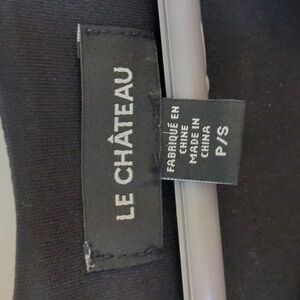 LE CHÂTEAU
FABRIQUÉ EN
CHINE
MADE IN
CHINA
P/S